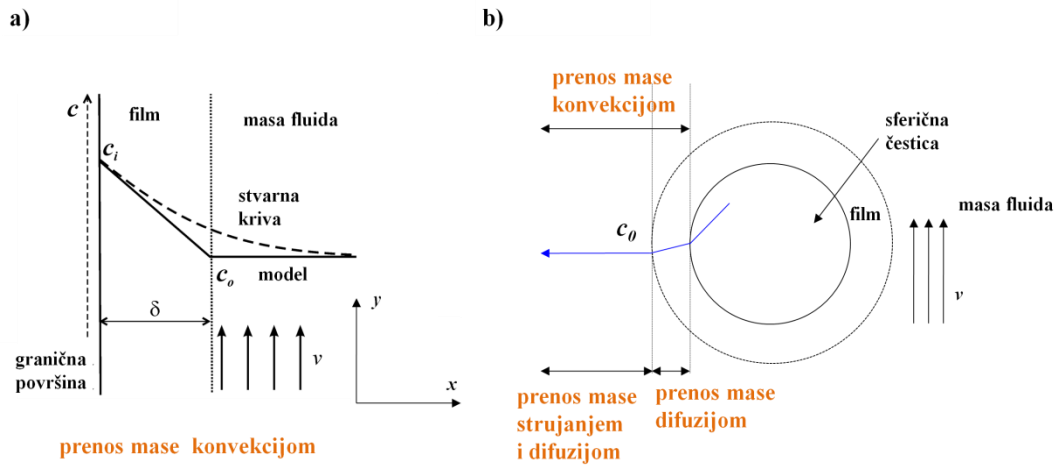 a)
c
film
masa fluida
c_i
stvarna
kriva
c_o
model
δ
y
v
x
granična
površina
prenos mase konvekcijom
b)
prenos mase
konvekcijom
sferična
čestica
film
masa fluida
c_0
v
prenos mase
strujanjem
i difuzijom
prenos mase
difuzijom